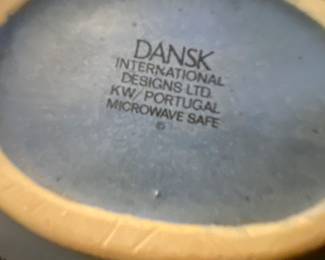 DANSK
INTERNATIONAL
DESIGNS LTD.
KW/PORTUGAL
MICROWAVE SAFE
©